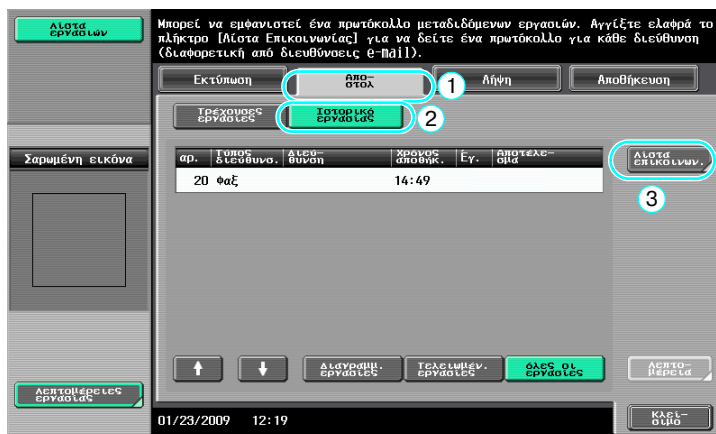 Λίστα
εργασιών
Μπορεί να εμφανιστεί ένα πρωτόκολλο μεταδιδόμενων εργασιών. Αγγίξτε ελαφρά το
πλήκτρο [Λίστα Επικοινωνίας] για να δείτε ένα πρωτόκολλο για κάθε διεύθυνση
(διαφορετική από διευθύνσεις e-mail).
Εκτύπωση
Απο-
στολ
1
Λήψη
Αποθήκευση
Τρέχουσες
εργασίες
Ιστορικό
εργασίας
2
Σαρωμένη εικόνα
αρ.
Τύπος
διεύθυνσ.
Διεύ-
θυνση
Χρόνος
αποθήκ.
Έγ.
Αποτέλε-
σμα
Λίστα
επικοινων.
3
20 Φαξ 14:49
Διαγραμμ.
εργασίες
Τελειωμέν.
εργασίες
όλες οι
εργασίες
Λεπτο-
μέρεια
Λεπτομέρειες
εργασίας
01/23/2009 12:19
Κλεί-
σιμο